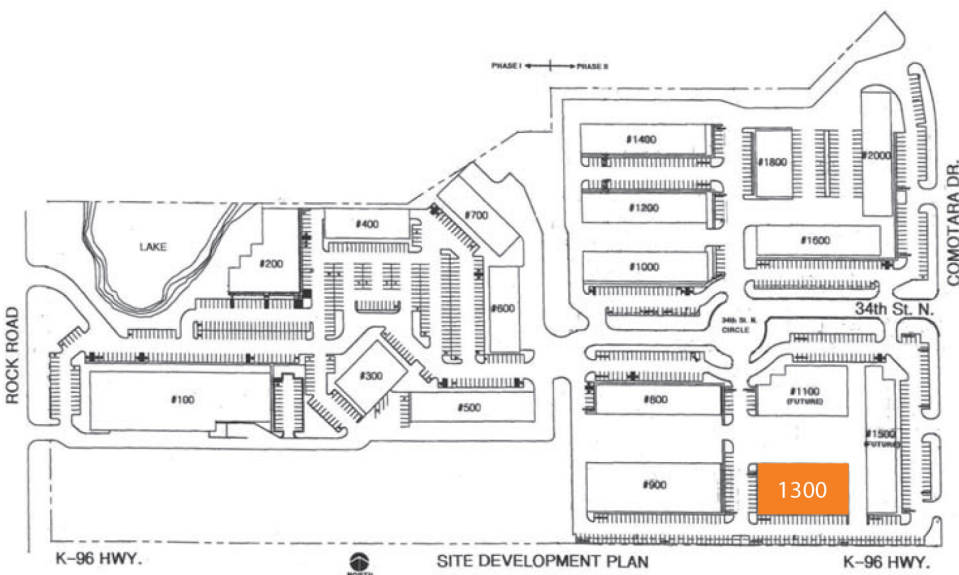 PHASE I
PHASE II
#1400
#1800
#2000
#700
#1200
#400
LAKE
#200
#1600
#1000
#600
COMOTARA DR.
34th St. N.
34th St. N.
CIRCLE
ROCK ROAD
#300
#100
#500
#800
#1100
(FUTURE)
#1500
(FUTURE)
#900
1300
K-96 HWY.
NORTH
SITE DEVELOPMENT PLAN
K-96 HWY.